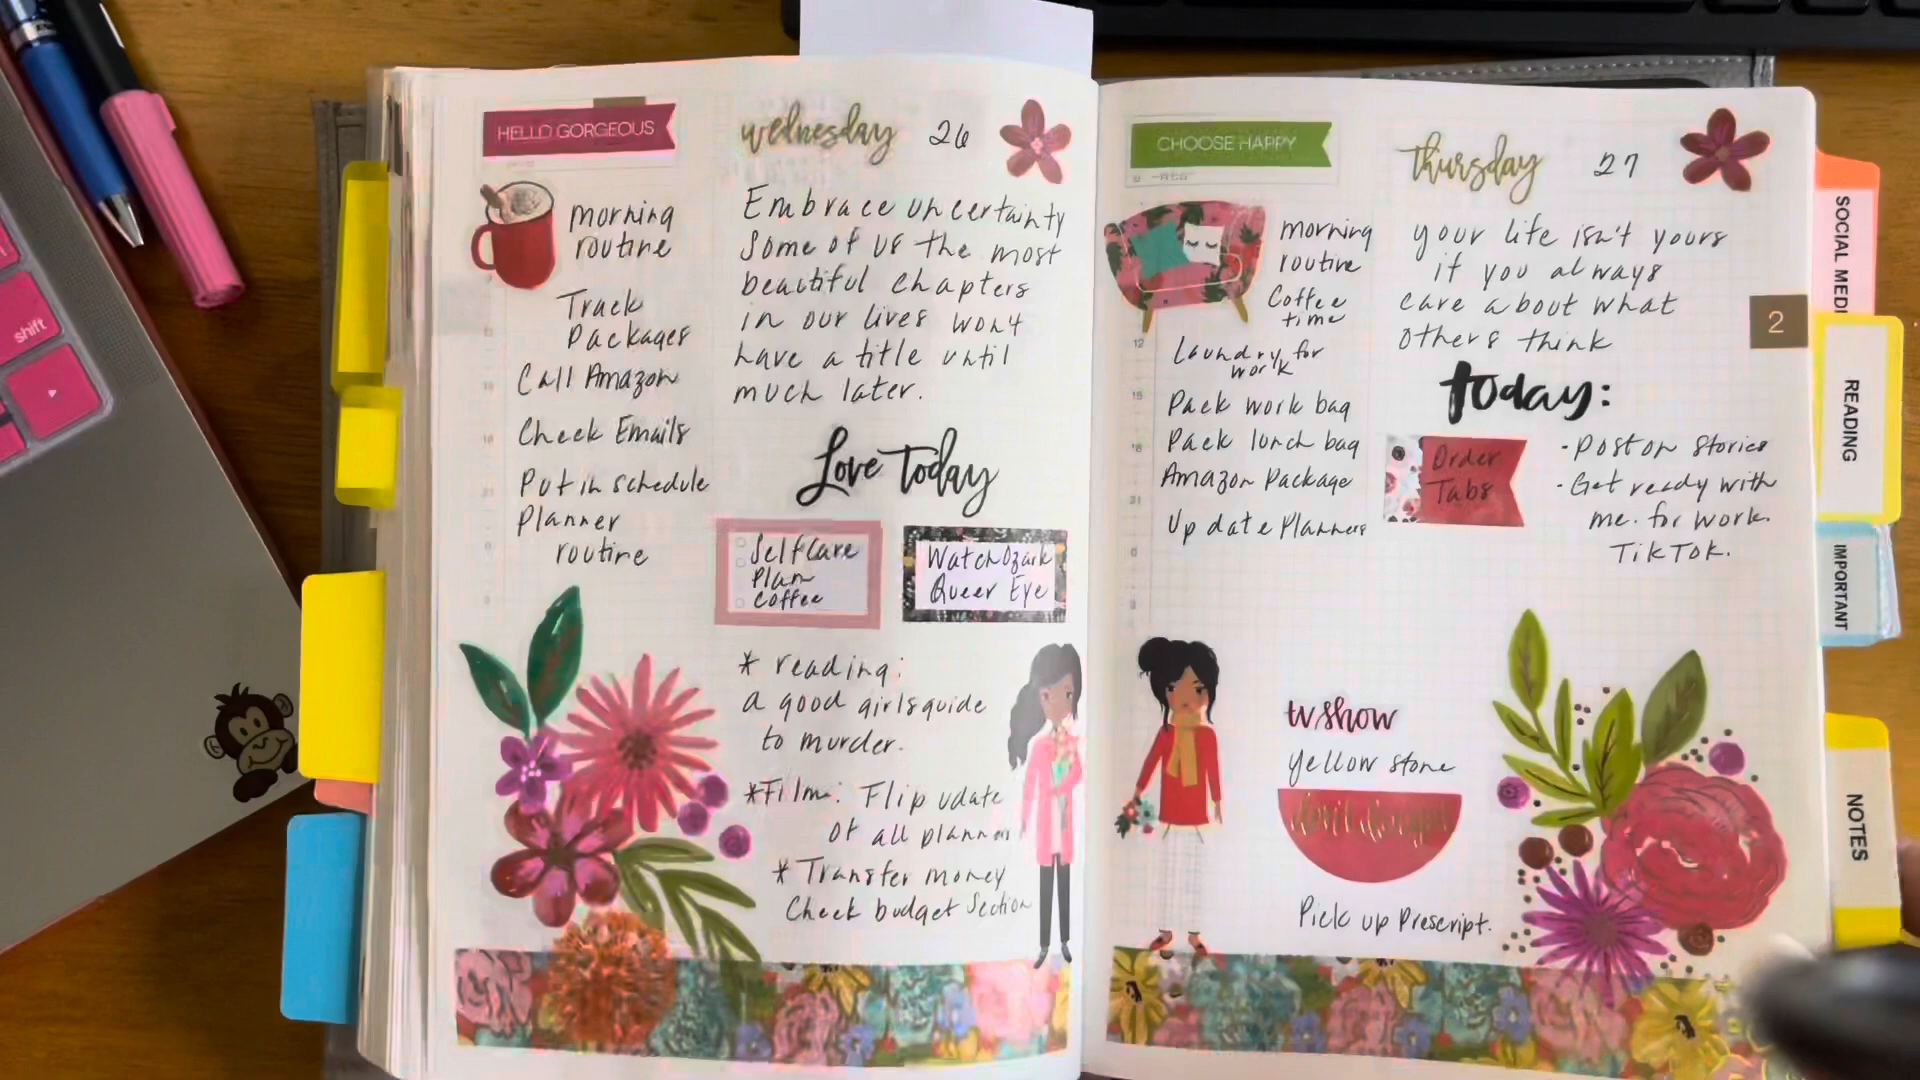 HELLO GORGEOUS
wednesday 26
morning
routine
Track
Packages
Call Amazon
Check Emails
Put in schedule
Planner
routine
Embrace uncertainty
Some of us the most
beautiful chapters
in our lives won't
have a title until
much later.
Love Today
Selfcare
Plan
Coffee
Watch Ozark
Queer Eye
* reading:
a good girls guide
to murder.
*Film: Flip udate
of all planners
* Transfer money
Check budget Section
CHOOSE HAPPY
thursday 27
morning
routine
Coffee
time
Laundry for
work
Pack work bag
Pack lunch bag
Amazon Package
Update Planners
your life isn't yours
if you always
care about what
others think
today:
Order
Tabs
- Post on stories
- Get ready with
me. for work.
TikTok.
tv show
Yellow stone
Pick up Prescript.
2
SOCIAL MEDI
READING
IMPORTANT
NOTES
shift